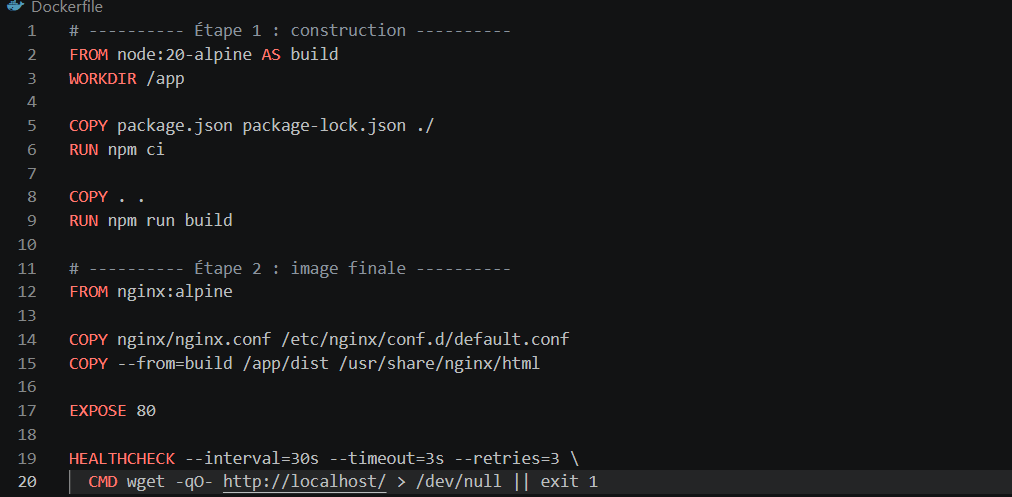 Dockerfile
1 # ---------- Étape 1 : construction ----------
2 FROM node:20-alpine AS build
3 WORKDIR /app
4
5 COPY package.json package-lock.json ./
6 RUN npm ci
7
8 COPY . .
9 RUN npm run build
10
11 # ---------- Étape 2 : image finale ----------
12 FROM nginx:alpine
13
14 COPY nginx/nginx.conf /etc/nginx/conf.d/default.conf
15 COPY --from=build /app/dist /usr/share/nginx/html
16
17 EXPOSE 80
18
19 HEALTHCHECK --interval=30s --timeout=3s --retries=3 \
20   CMD wget -qO- http://localhost/ > /dev/null || exit 1